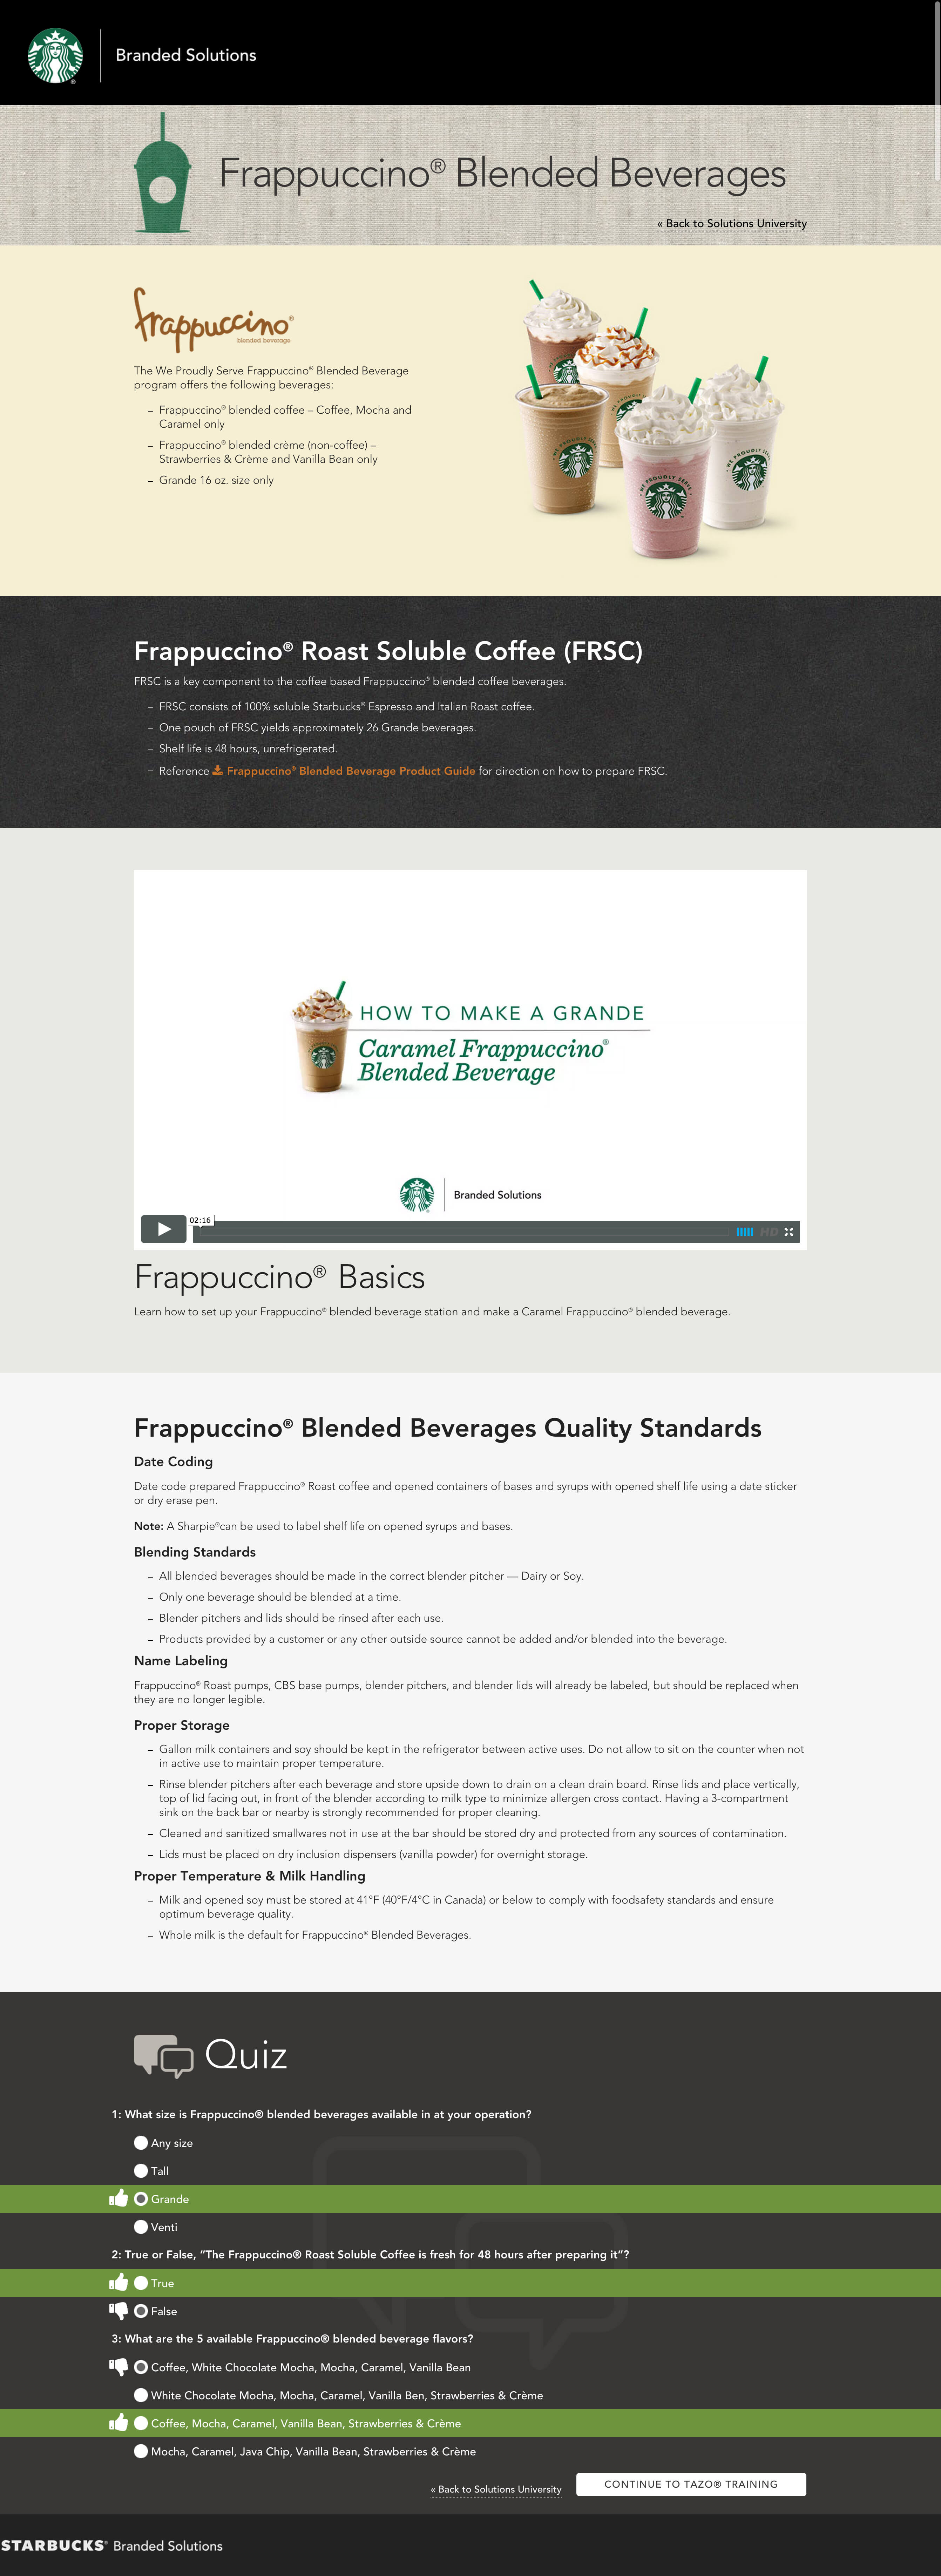 Branded Solutions
Frappuccino® Blended Beverages
« Back to Solutions University
frappuccino®
blended beverage
The We Proudly Serve Frappuccino® Blended Beverage
program offers the following beverages:
– Frappuccino® blended coffee – Coffee, Mocha and
Caramel only
– Frappuccino® blended crème (non-coffee) –
Strawberries & Crème and Vanilla Bean only
– Grande 16 oz. size only
WE PROUDLY SERVE
WE PROUDLY SERVE
Frappuccino® Roast Soluble Coffee (FRSC)
FRSC is a key component to the coffee based Frappuccino® blended coffee beverages.
– FRSC consists of 100% soluble Starbucks® Espresso and Italian Roast coffee.
– One pouch of FRSC yields approximately 26 Grande beverages.
– Shelf life is 48 hours, unrefrigerated.
– Reference Frappuccino® Blended Beverage Product Guide for direction on how to prepare FRSC.
HOW TO MAKE A GRANDE
Caramel Frappuccino®
Blended Beverage
Branded Solutions
02:16
HD
Frappuccino® Basics
Learn how to set up your Frappuccino® blended beverage station and make a Caramel Frappuccino® blended beverage.
Frappuccino® Blended Beverages Quality Standards
Date Coding
Date code prepared Frappuccino® Roast coffee and opened containers of bases and syrups with opened shelf life using a date sticker
or dry erase pen.
Note: A Sharpie®can be used to label shelf life on opened syrups and bases.
Blending Standards
– All blended beverages should be made in the correct blender pitcher — Dairy or Soy.
– Only one beverage should be blended at a time.
– Blender pitchers and lids should be rinsed after each use.
– Products provided by a customer or any other outside source cannot be added and/or blended into the beverage.
Name Labeling
Frappuccino® Roast pumps, CBS base pumps, blender pitchers, and blender lids will already be labeled, but should be replaced when
they are no longer legible.
Proper Storage
– Gallon milk containers and soy should be kept in the refrigerator between active uses. Do not allow to sit on the counter when not
in active use to maintain proper temperature.
– Rinse blender pitchers after each beverage and store upside down to drain on a clean drain board. Rinse lids and place vertically,
top of lid facing out, in front of the blender according to milk type to minimize allergen cross contact. Having a 3-compartment
sink on the back bar or nearby is strongly recommended for proper cleaning.
– Cleaned and sanitized smallwares not in use at the bar should be stored dry and protected from any sources of contamination.
– Lids must be placed on dry inclusion dispensers (vanilla powder) for overnight storage.
Proper Temperature & Milk Handling
– Milk and opened soy must be stored at 41°F (40°F/4°C in Canada) or below to comply with foodsafety standards and ensure
optimum beverage quality.
– Whole milk is the default for Frappuccino® Blended Beverages.
Quiz
1: What size is Frappuccino® blended beverages available in at your operation?
Any size
Tall
Grande
Venti
2: True or False, “The Frappuccino® Roast Soluble Coffee is fresh for 48 hours after preparing it”?
True
False
3: What are the 5 available Frappuccino® blended beverage flavors?
Coffee, White Chocolate Mocha, Mocha, Caramel, Vanilla Bean
White Chocolate Mocha, Mocha, Caramel, Vanilla Ben, Strawberries & Crème
Coffee, Mocha, Caramel, Vanilla Bean, Strawberries & Crème
Mocha, Caramel, Java Chip, Vanilla Bean, Strawberries & Crème
« Back to Solutions University
CONTINUE TO TAZO® TRAINING
STARBUCKS® Branded Solutions